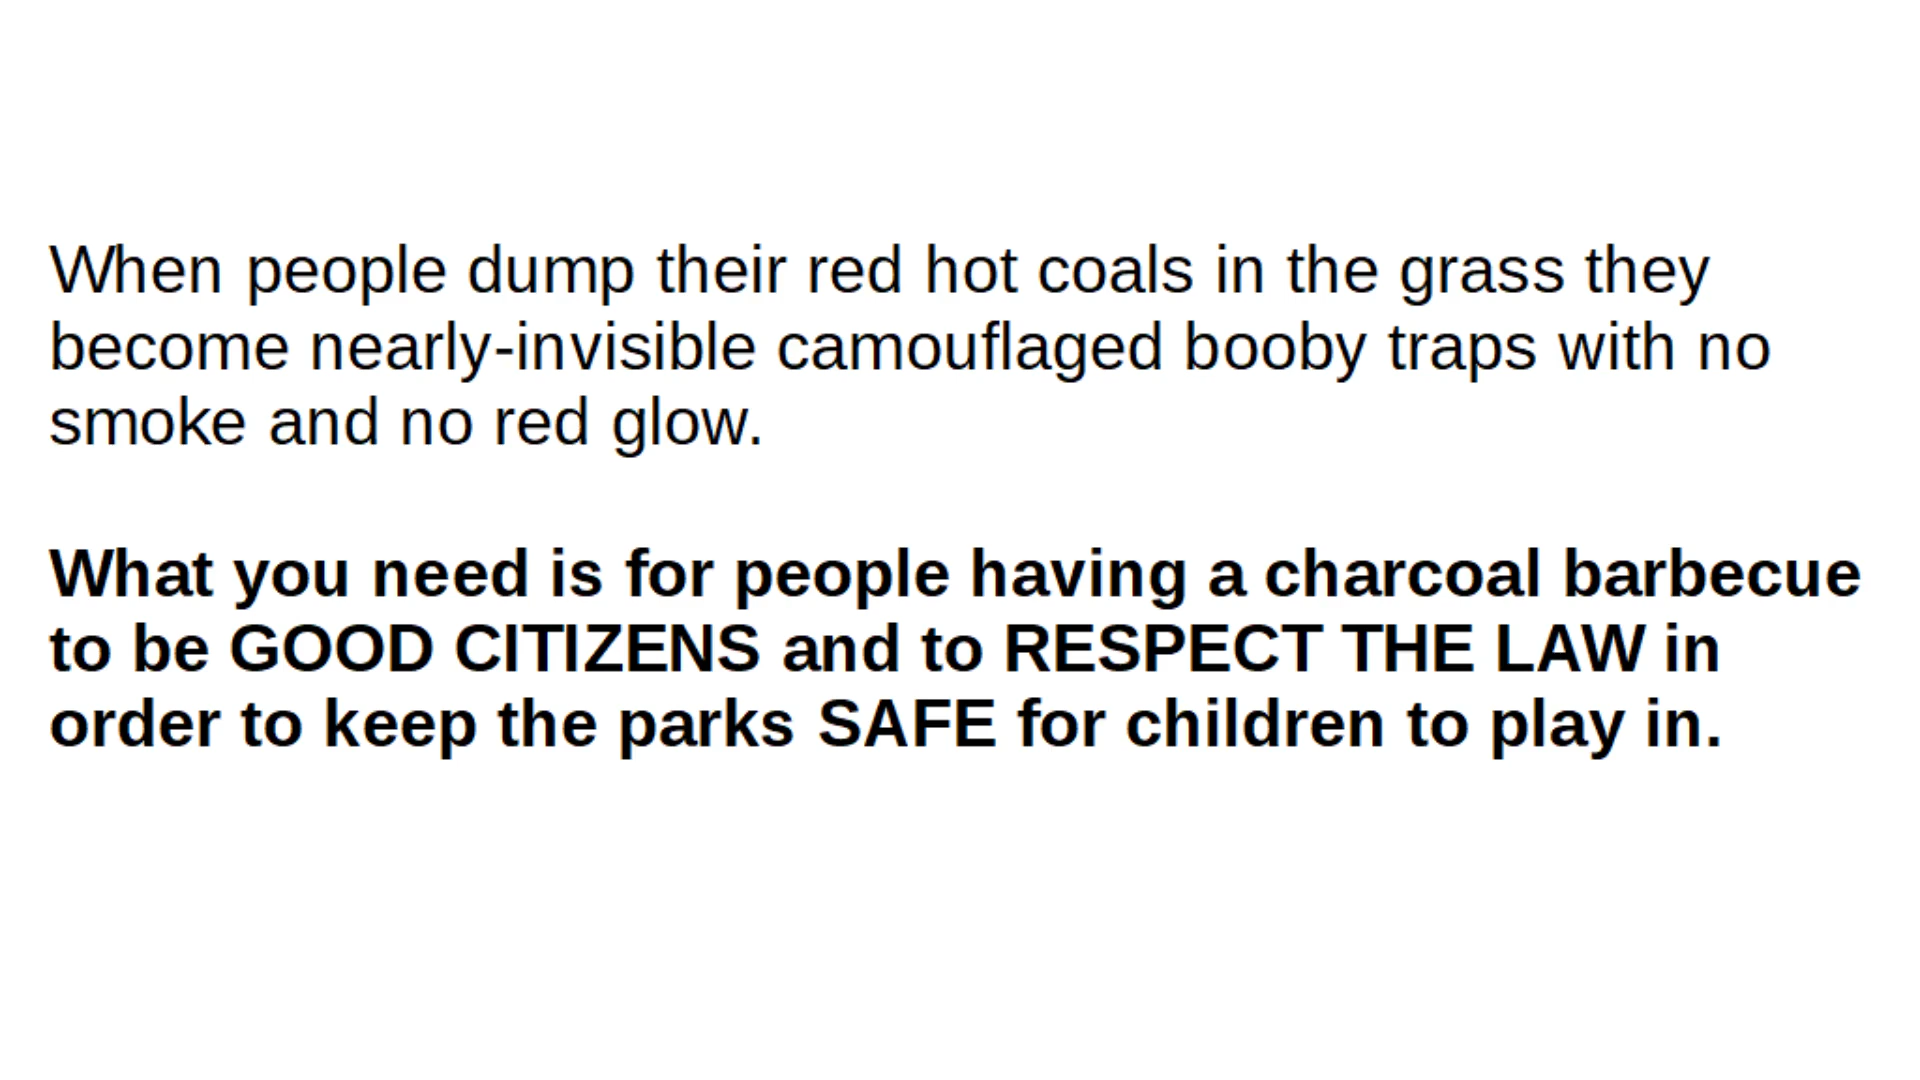 When people dump their red hot coals in the grass they
become nearly-invisible camouflaged booby traps with no
smoke and no red glow.
What you need is for people having a charcoal barbecue
to be GOOD CITIZENS and to RESPECT THE LAW in
order to keep the parks SAFE for children to play in.